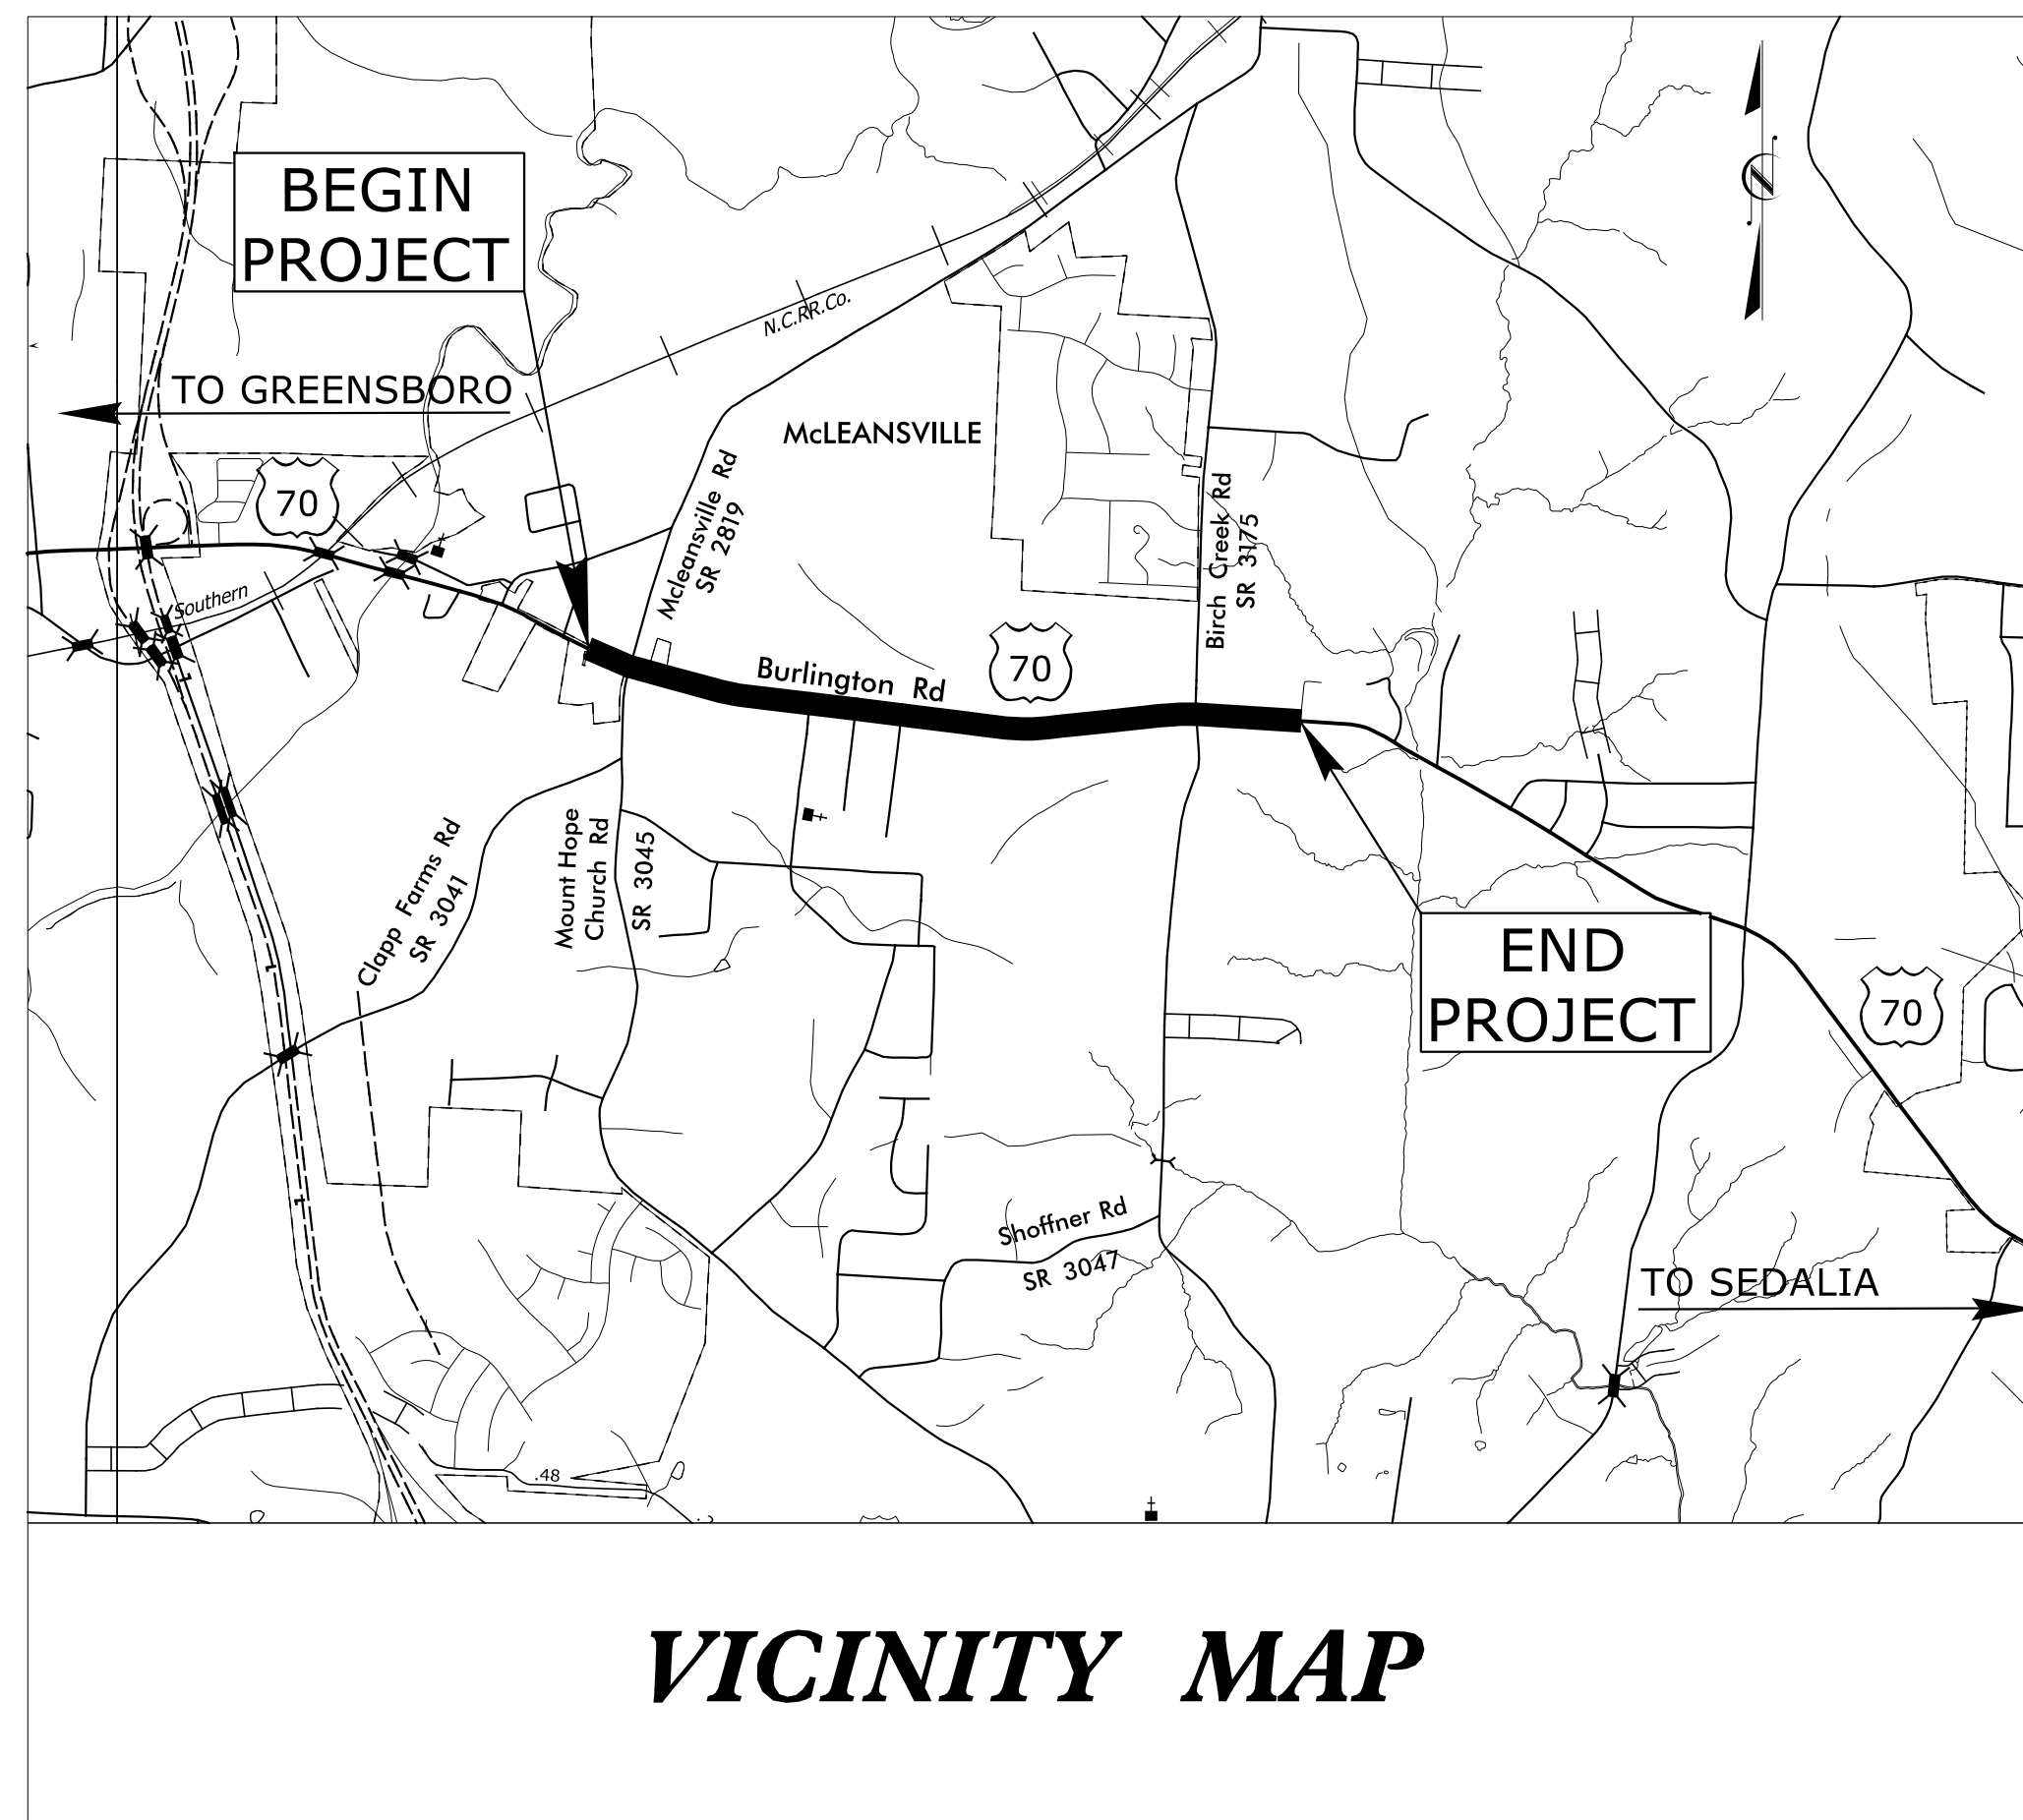 BEGIN
PROJECT
N
N.C.RR.Co.
TO GREENSBORO
McLEANSVILLE
70
Mcleansville Rd
SR 2819
Birch Creek Rd
SR 3175
Southern
70
Burlington Rd
Clapp Farms Rd
SR 3041
Mount Hope
Church Rd
SR 3045
END
PROJECT
70
Shoffner Rd
SR 3047
TO SEDALIA
.48
VICINITY MAP